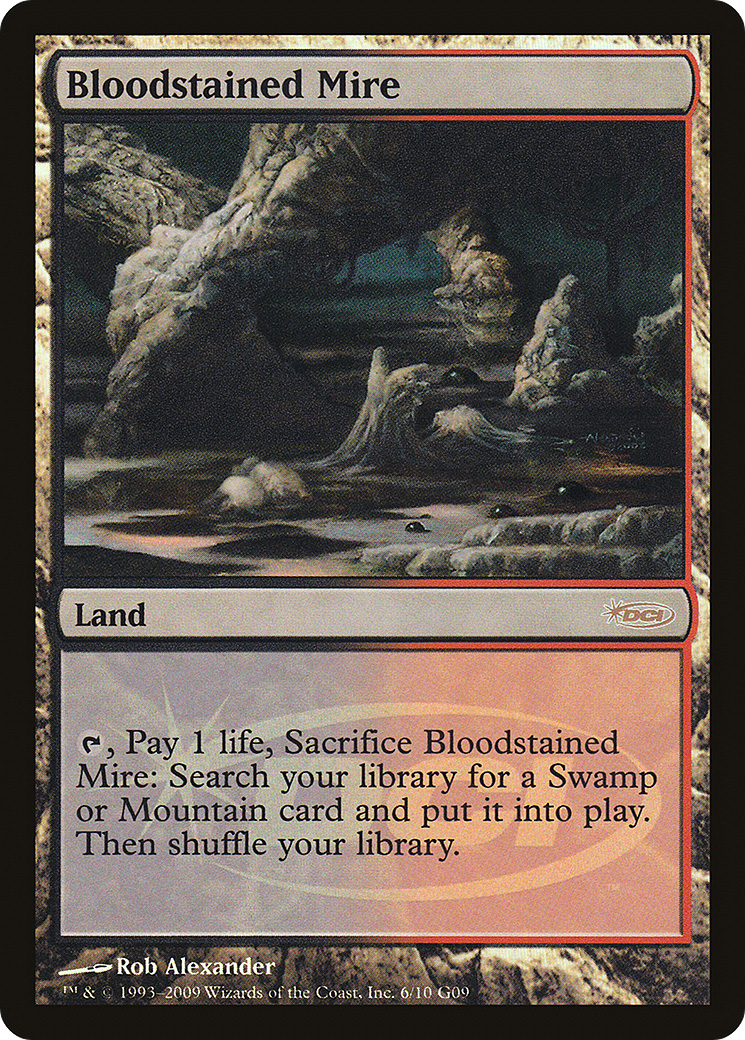 Bloodstained Mire
Land
DCI
, Pay 1 life, Sacrifice Bloodstained
Mire: Search your library for a Swamp
or Mountain card and put it into play.
Then shuffle your library.
DCI
™
Rob Alexander
™ & © 1993–2009 Wizards of the Coast, Inc. 6/10 G09